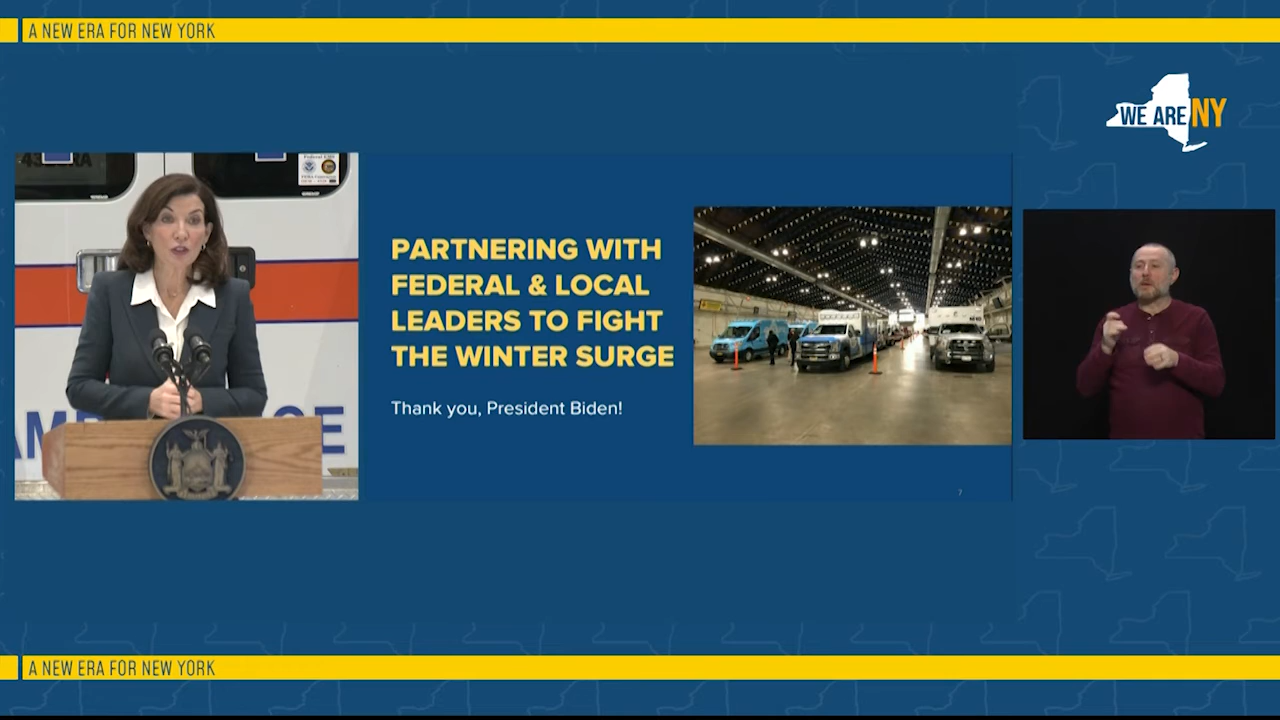 A NEW ERA FOR NEW YORK
WE ARE NY
PARTNERING WITH
FEDERAL & LOCAL
LEADERS TO FIGHT
THE WINTER SURGE
Thank you, President Biden!
7
A NEW ERA FOR NEW YORK